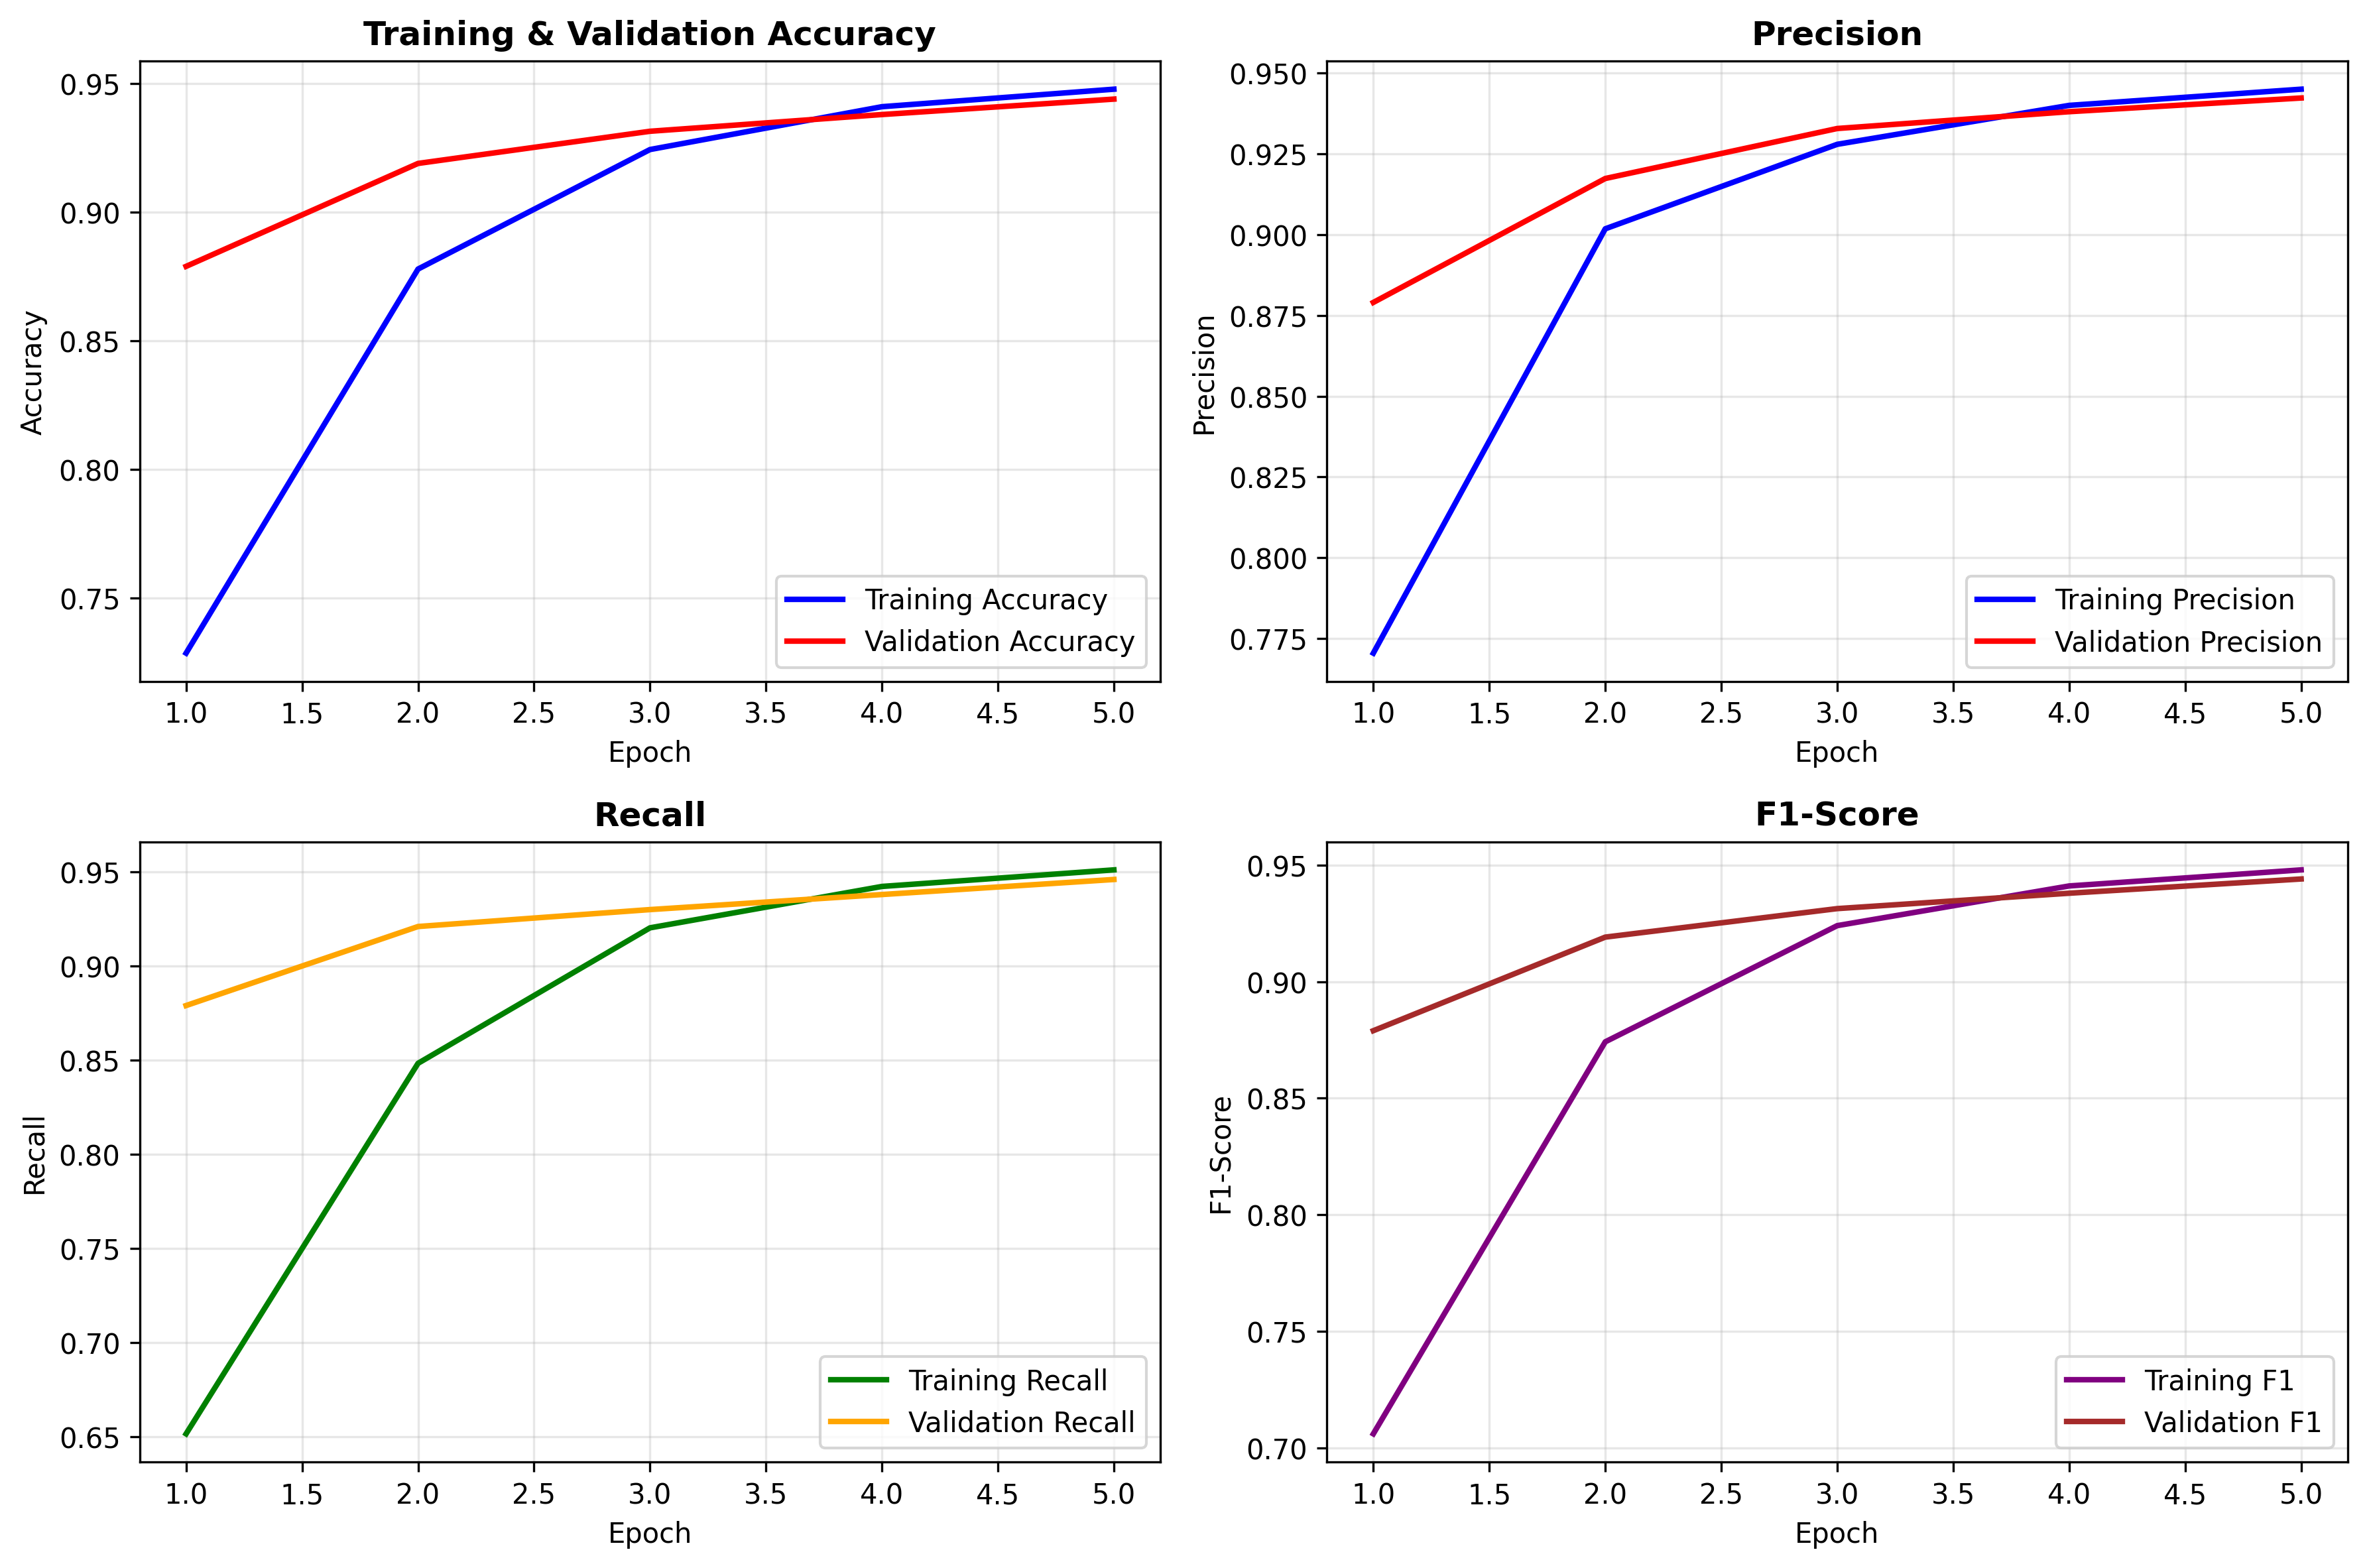 Training & Validation Accuracy
0.95
0.90
0.85
0.80
0.75
Accuracy
1.0 1.5 2.0 2.5 3.0 3.5 4.0 4.5 5.0
Epoch
Training Accuracy
Validation Accuracy
Precision
0.950
0.925
0.900
0.875
0.850
0.825
0.800
0.775
Precision
1.0 1.5 2.0 2.5 3.0 3.5 4.0 4.5 5.0
Epoch
Training Precision
Validation Precision
Recall
0.95
0.90
0.85
0.80
0.75
0.70
0.65
Recall
1.0 1.5 2.0 2.5 3.0 3.5 4.0 4.5 5.0
Epoch
Training Recall
Validation Recall
F1-Score
0.95
0.90
0.85
0.80
0.75
0.70
F1-Score
1.0 1.5 2.0 2.5 3.0 3.5 4.0 4.5 5.0
Epoch
Training F1
Validation F1